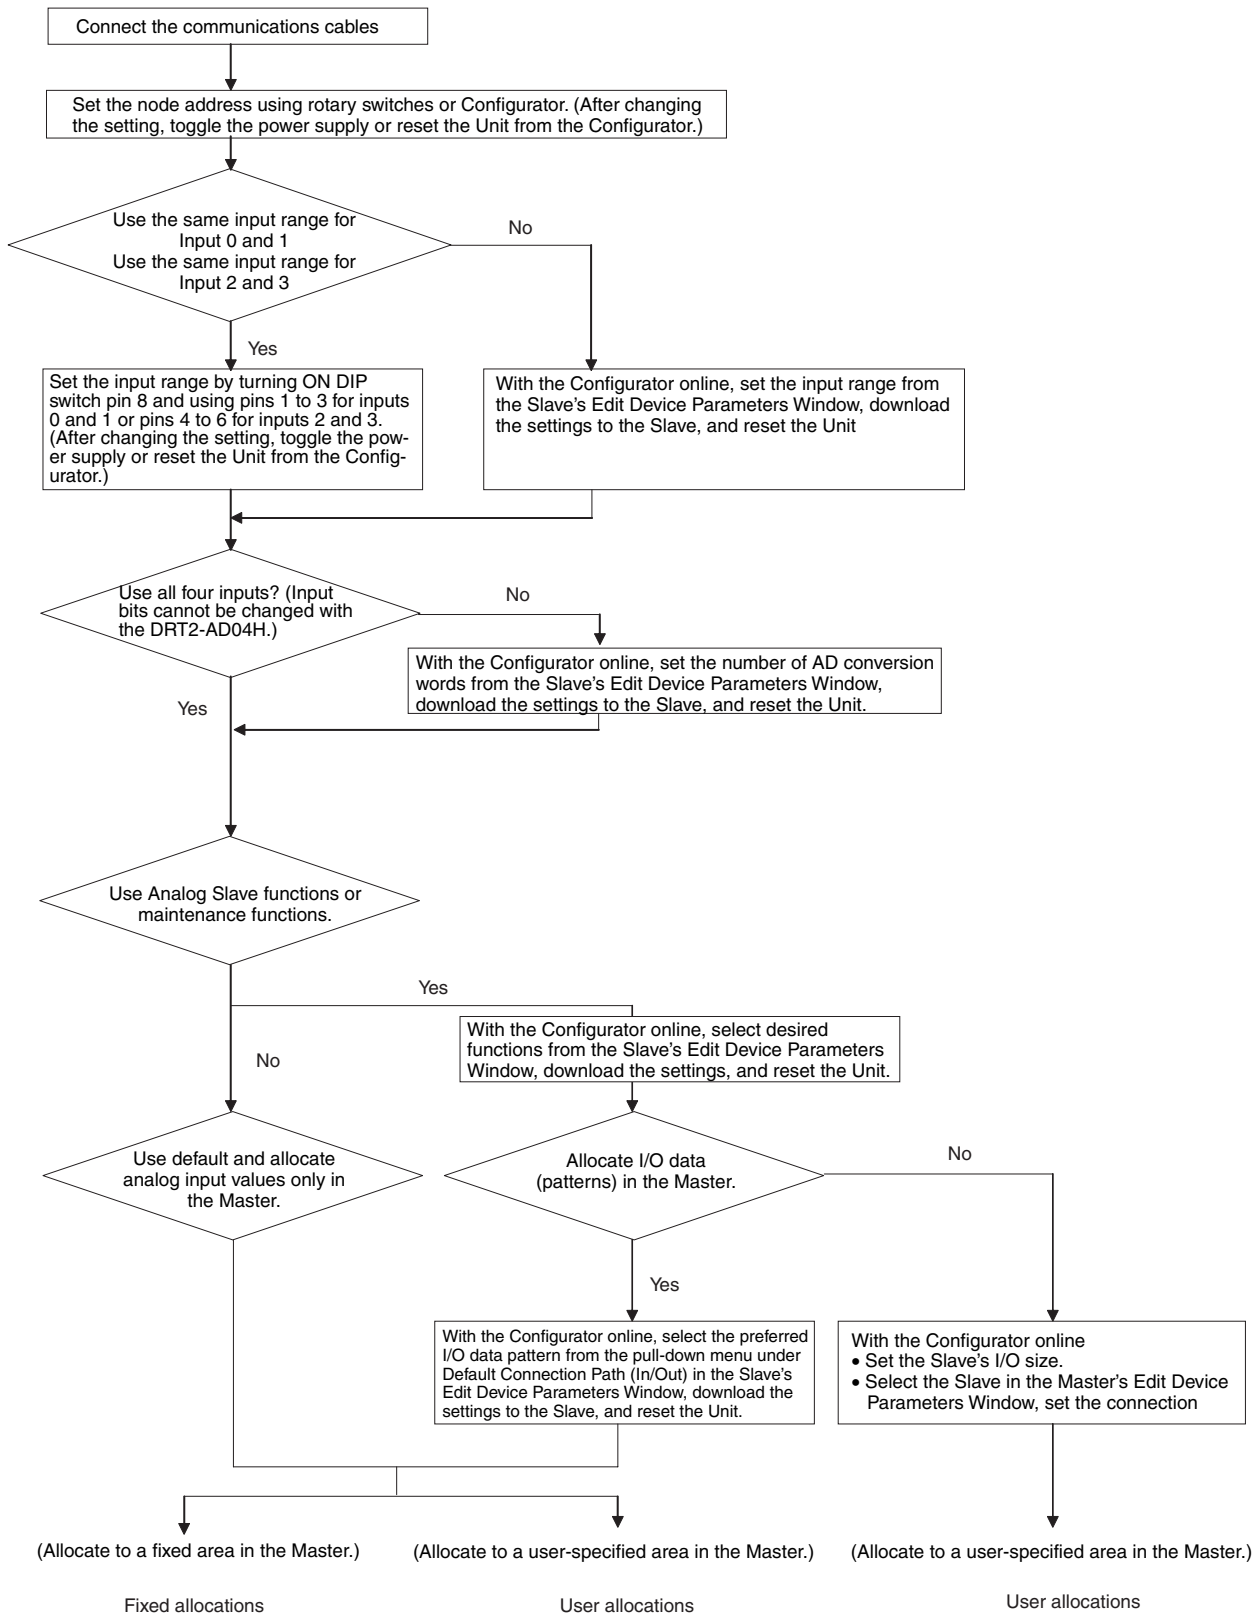 Connect the communications cables
Set the node address using rotary switches or Configurator. (After changing
the setting, toggle the power supply or reset the Unit from the Configurator.)
Use the same input range for
Input 0 and 1
Use the same input range for
Input 2 and 3
No
Yes
Set the input range by turning ON DIP
switch pin 8 and using pins 1 to 3 for inputs
0 and 1 or pins 4 to 6 for inputs 2 and 3.
(After changing the setting, toggle the pow-
er supply or reset the Unit from the Config-
urator.)
With the Configurator online, set the input range from
the Slave's Edit Device Parameters Window, download
the settings to the Slave, and reset the Unit
Use all four inputs? (Input
bits cannot be changed with
the DRT2-AD04H.)
No
With the Configurator online, set the number of AD conversion
words from the Slave's Edit Device Parameters Window,
download the settings to the Slave, and reset the Unit.
Yes
Use Analog Slave functions or
maintenance functions.
Yes
With the Configurator online, select desired
functions from the Slave's Edit Device Parameters
Window, download the settings, and reset the Unit.
No
Use default and allocate
analog input values only in
the Master.
Allocate I/O data
(patterns) in the Master.
No
Yes
With the Configurator online, select the preferred
I/O data pattern from the pull-down menu under
Default Connection Path (In/Out) in the Slave's
Edit Device Parameters Window, download the
settings to the Slave, and reset the Unit.
With the Configurator online
• Set the Slave's I/O size.
• Select the Slave in the Master's Edit Device
Parameters Window, set the connection
(Allocate to a fixed area in the Master.)
(Allocate to a user-specified area in the Master.)
(Allocate to a user-specified area in the Master.)
Fixed allocations
User allocations
User allocations